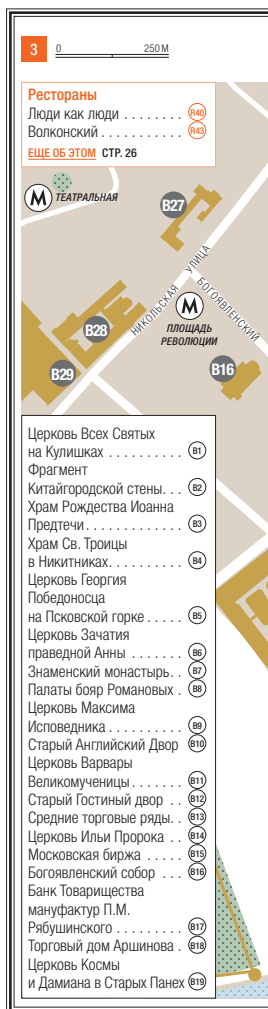 3 0 250 М
Рестораны
Люди как люди . . . . . . . . R40
Волконский . . . . . . . . . . . R43
ЕЩЕ ОБ ЭТОМ СТР. 26
М ТЕАТРАЛЬНАЯ
B27
НИКОЛЬСКАЯ УЛИЦА
БОГОЯВЛЕНСКИЙ
B28
М
ПЛОЩАДЬ
РЕВОЛЮЦИИ
B29
B16
Церковь Всех Святых
на Кулишках . . . . . . . . . . B1
Фрагмент
Китайгородской стены. . . B2
Храм Рождества Иоанна
Предтечи . . . . . . . . . . . . . B3
Храм Св. Троицы
в Никитниках. . . . . . . . . . B4
Церковь Георгия
Победоносца
на Псковской горке . . . . . B5
Церковь Зачатия
праведной Анны . . . . . . . B6
Знаменский монастырь. . B7
Палаты бояр Романовых . B8
Церковь Максима
Исповедника . . . . . . . . . . B9
Старый Английский Двор B10
Церковь Варвары
Великомученицы . . . . . . . B11
Старый Гостиный двор . . B12
Средние торговые ряды. . B13
Церковь Ильи Пророка . . B14
Московская биржа . . . . . B15
Богоявленский собор . . . B16
Банк Товарищества
мануфактур П.М.
Рябушинского . . . . . . . . . B17
Торговый дом Аршинова . B18
Церковь Космы
и Дамиана в Старых Панех B19